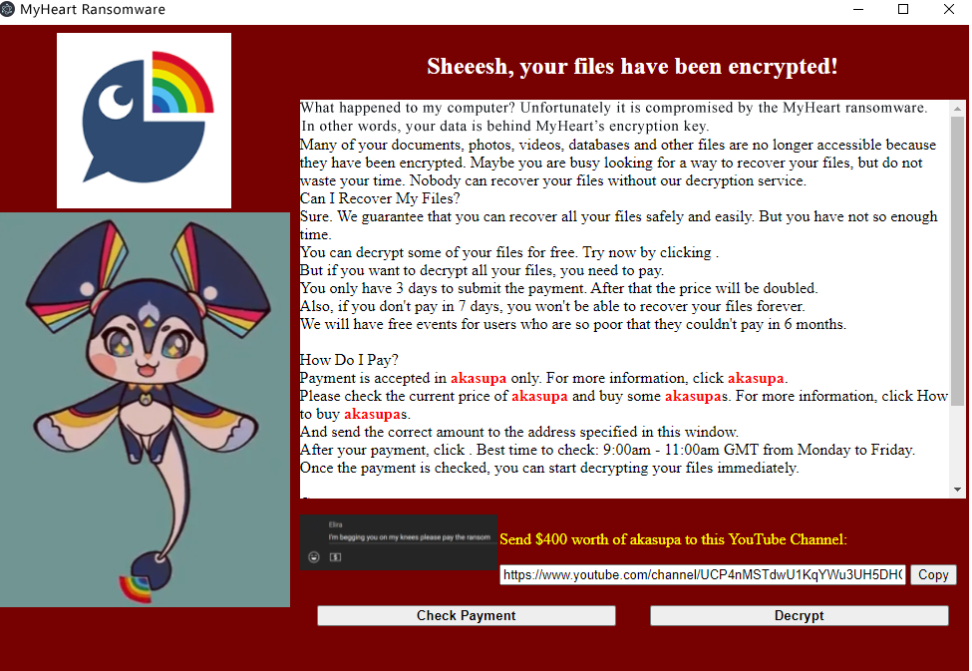 MyHeart Ransomware
Sheeesh, your files have been encrypted!
What happened to my computer? Unfortunately it is compromised by the MyHeart ransomware.
In other words, your data is behind MyHeart's encryption key.
Many of your documents, photos, videos, databases and other files are no longer accessible because
they have been encrypted. Maybe you are busy looking for a way to recover your files, but do not
waste your time. Nobody can recover your files without our decryption service.
Can I Recover My Files?
Sure. We guarantee that you can recover all your files safely and easily. But you have not so enough
time.
You can decrypt some of your files for free. Try now by clicking .
But if you want to decrypt all your files, you need to pay.
You only have 3 days to submit the payment. After that the price will be doubled.
Also, if you don't pay in 7 days, you won't be able to recover your files forever.
We will have free events for users who are so poor that they couldn't pay in 6 months.
How Do I Pay?
Payment is accepted in akasupa only. For more information, click akasupa.
Please check the current price of akasupa and buy some akasupas. For more information, click How
to buy akasupas.
And send the correct amount to the address specified in this window.
After your payment, click . Best time to check: 9:00am - 11:00am GMT from Monday to Friday.
Once the payment is checked, you can start decrypting your files immediately.
Elira
I'm begging you on my knees please pay the ransom
Send $400 worth of akasupa to this YouTube Channel:
https://www.youtube.com/channel/UCP4nMSTdwU1KqYWu3UH5DH
Copy
Check Payment
Decrypt